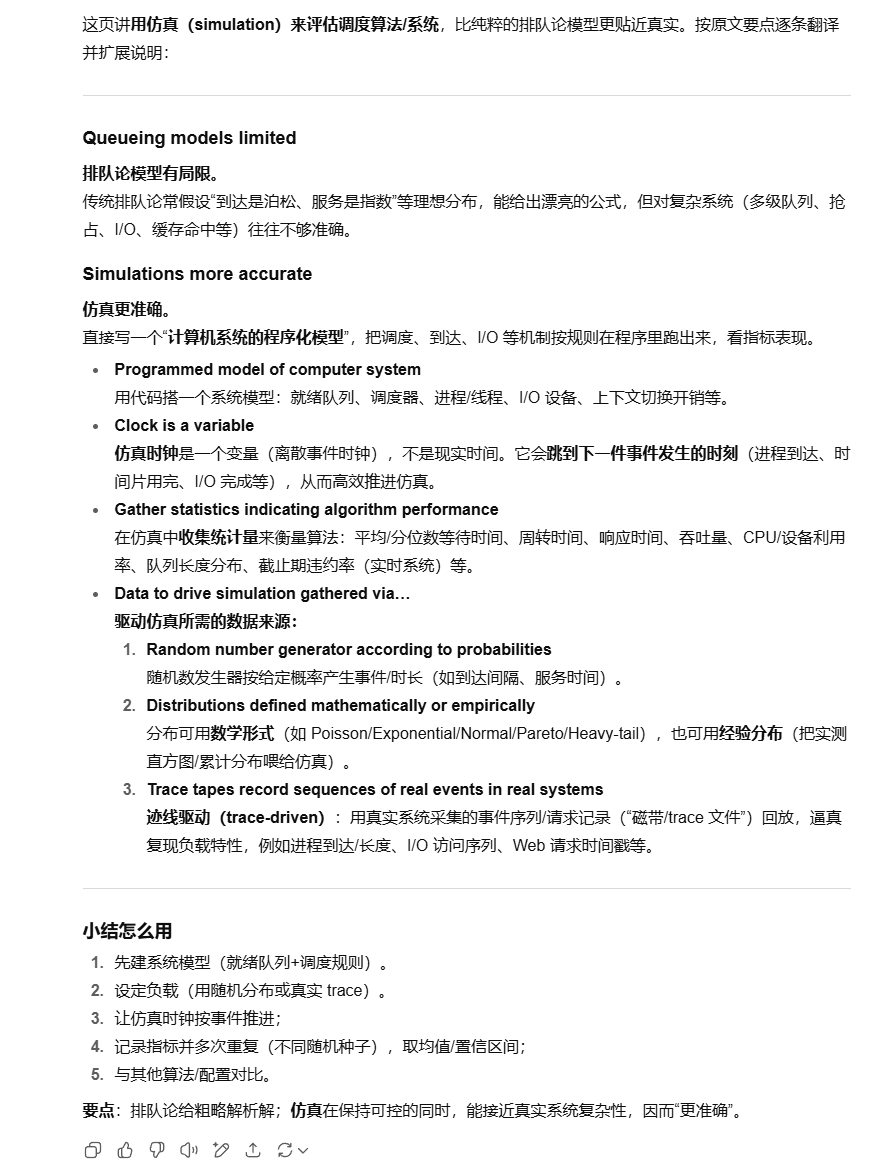 这页讲用仿真（simulation）来评估调度算法/系统，比纯粹的排队论模型更贴近真实。按原文要点逐条翻译
并扩展说明：
Queueing models limited
排队论模型有局限。
传统排队论常假设“到达是泊松、服务是指数”等理想分布，能给出漂亮的公式，但对复杂系统（多级队列、抢
占、I/O、缓存命中等）往往不够准确。
Simulations more accurate
仿真更准确。
直接写一个“计算机系统的程序化模型”，把调度、到达、I/O 等机制按规则在程序里跑出来，看指标表现。
• Programmed model of computer system
用代码搭一个系统模型：就绪队列、调度器、进程/线程、I/O 设备、上下文切换开销等。
• Clock is a variable
仿真时钟是一个变量（离散事件时钟），不是现实时间。它会跳到下一件事件发生的时刻（进程到达、时
间片用完、I/O 完成等），从而高效推进仿真。
• Gather statistics indicating algorithm performance
在仿真中收集统计量来衡量算法：平均/分位数等待时间、周转时间、响应时间、吞吐量、CPU/设备利用
率、队列长度分布、截止期违约率（实时系统）等。
• Data to drive simulation gathered via…
驱动仿真所需的数据来源：
1. Random number generator according to probabilities
随机数发生器按给定概率产生事件/时长（如到达间隔、服务时间）。
2. Distributions defined mathematically or empirically
分布可用数学形式（如 Poisson/Exponential/Normal/Pareto/Heavy-tail），也可用经验分布（把实测
直方图/累计分布喂给仿真）。
3. Trace tapes record sequences of real events in real systems
迹线驱动（trace-driven）：用真实系统采集的事件序列/请求记录（“磁带/trace 文件”）回放，逼真
复现负载特性，例如进程到达/长度、I/O 访问序列、Web 请求时间戳等。
小结怎么用
1. 先建系统模型（就绪队列+调度规则）。
2. 设定负载（用随机分布或真实 trace）。
3. 让仿真时钟按事件推进；
4. 记录指标并多次重复（不同随机种子），取均值/置信区间；
5. 与其他算法/配置对比。
要点：排队论给粗略解析解；仿真在保持可控的同时，能接近真实系统复杂性，因而“更准确”。